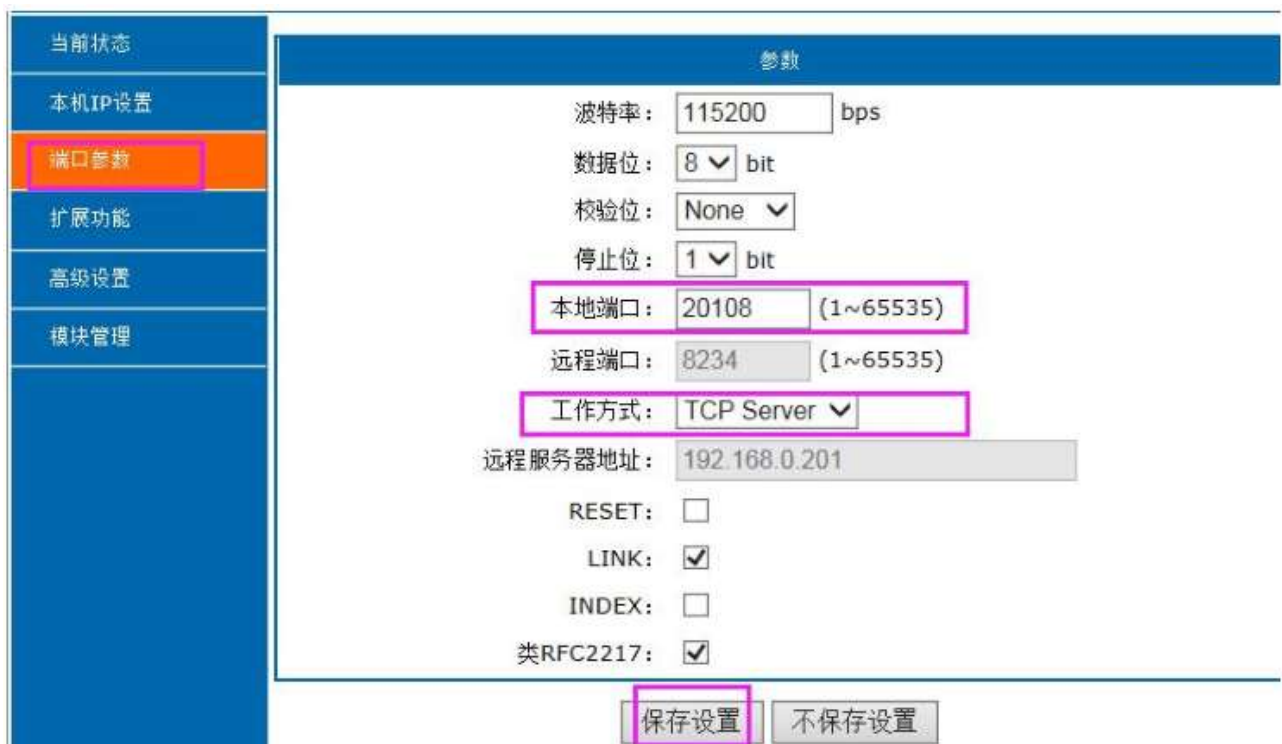 当前状态
本机IP设置
端口参数
扩展功能
高级设置
模块管理
参数
波特率： 115200 bps
数据位： 8 bit
校验位： None
停止位： 1 bit
本地端口： 20108 (1~65535)
远程端口： 8234 (1~65535)
工作方式： TCP Server
远程服务器地址： 192.168.0.201
RESET：
LINK：
INDEX：
类RFC2217：
保存设置 不保存设置